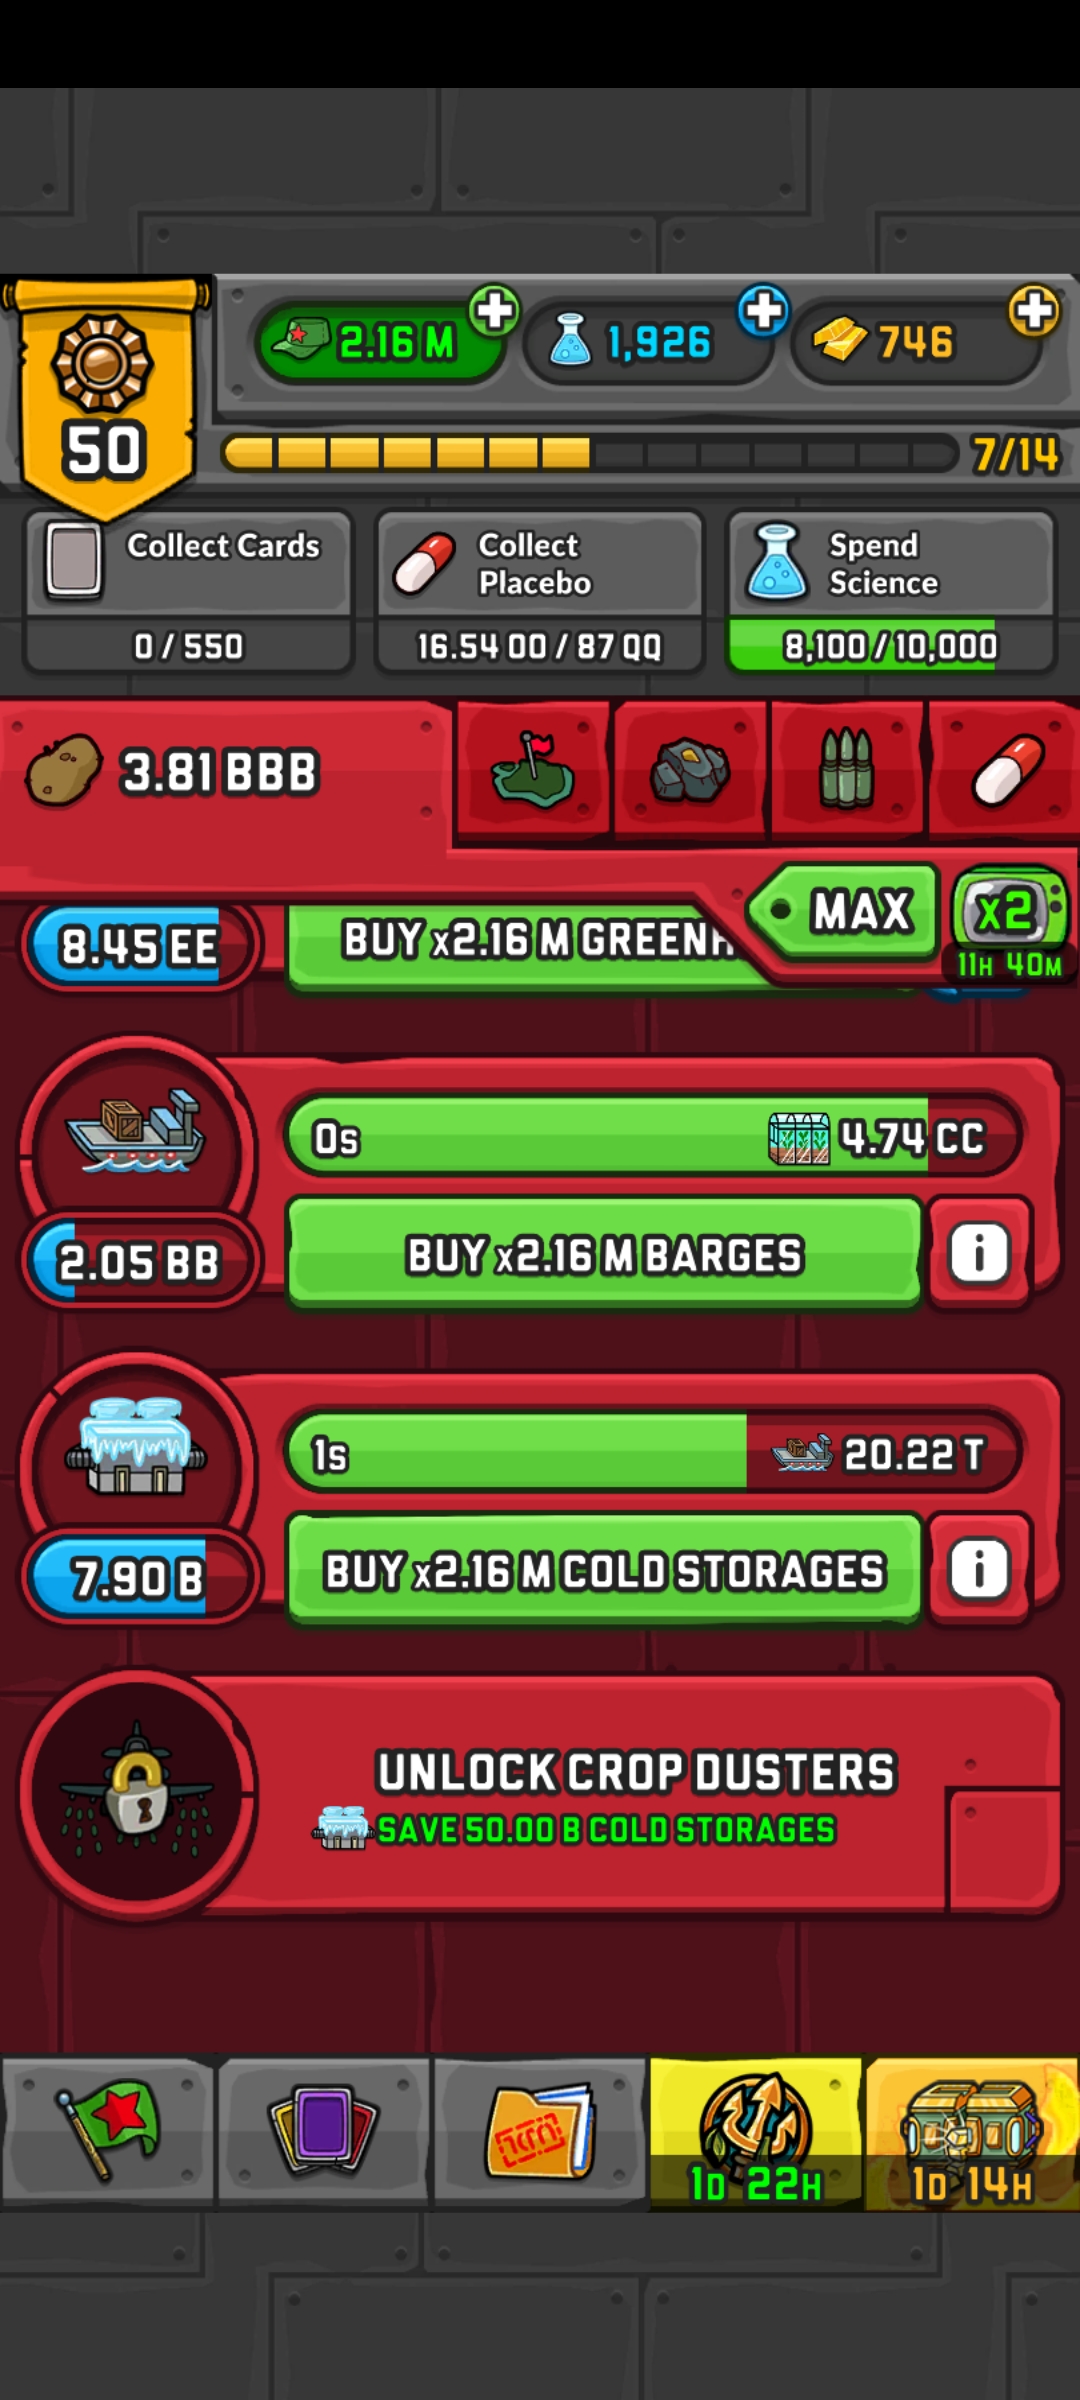 2.16 M
1,926
746
50
7/14
Collect Cards
0 / 550
Collect
Placebo
16.54 OO / 87 QQ
Spend
Science
8,100 / 10,000
3.81 BBB
MAX
x2
11H 40M
8.45 EE
BUY x2.16 M
0s
4.74 CC
2.05 BB
BUY x2.16 M BARGES
i
1s
20.22 T
7.90 B
BUY x2.16 M COLD STORAGES
i
UNLOCK CROP DUSTERS
SAVE 50.00 B COLD STORAGES
1D 22H
1D 14H